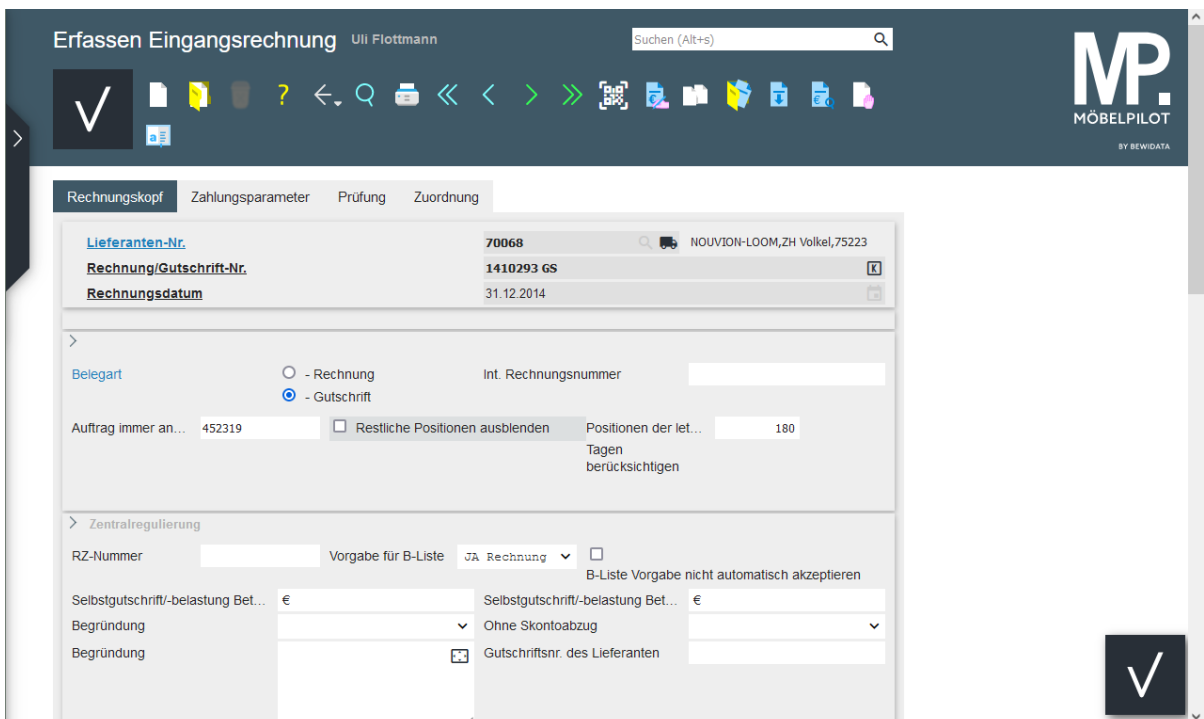 Erfassen Eingangsrechnung Uli Flottmann Suchen (Alt+s)
MP.
MÖBELPILOT
BY BEWIDATA
Rechnungskopf Zahlungsparameter Prüfung Zuordnung
Lieferanten-Nr. 70068 NOUVION-LOOM,ZH Volkel,75223
Rechnung/Gutschrift-Nr. 1410293 GS K
Rechnungsdatum 31.12.2014
Belegart - Rechnung Int. Rechnungsnummer
- Gutschrift
Auftrag immer an... 452319 Restliche Positionen ausblenden Positionen der let... 180
Tagen
berücksichtigen
Zentralregulierung
RZ-Nummer Vorgabe für B-Liste JA Rechnung
B-Liste Vorgabe nicht automatisch akzeptieren
Selbstgutschrift/-belastung Bet... € Selbstgutschrift/-belastung Bet... €
Begründung Ohne Skontoabzug
Begründung Gutschriftsnr. des Lieferanten